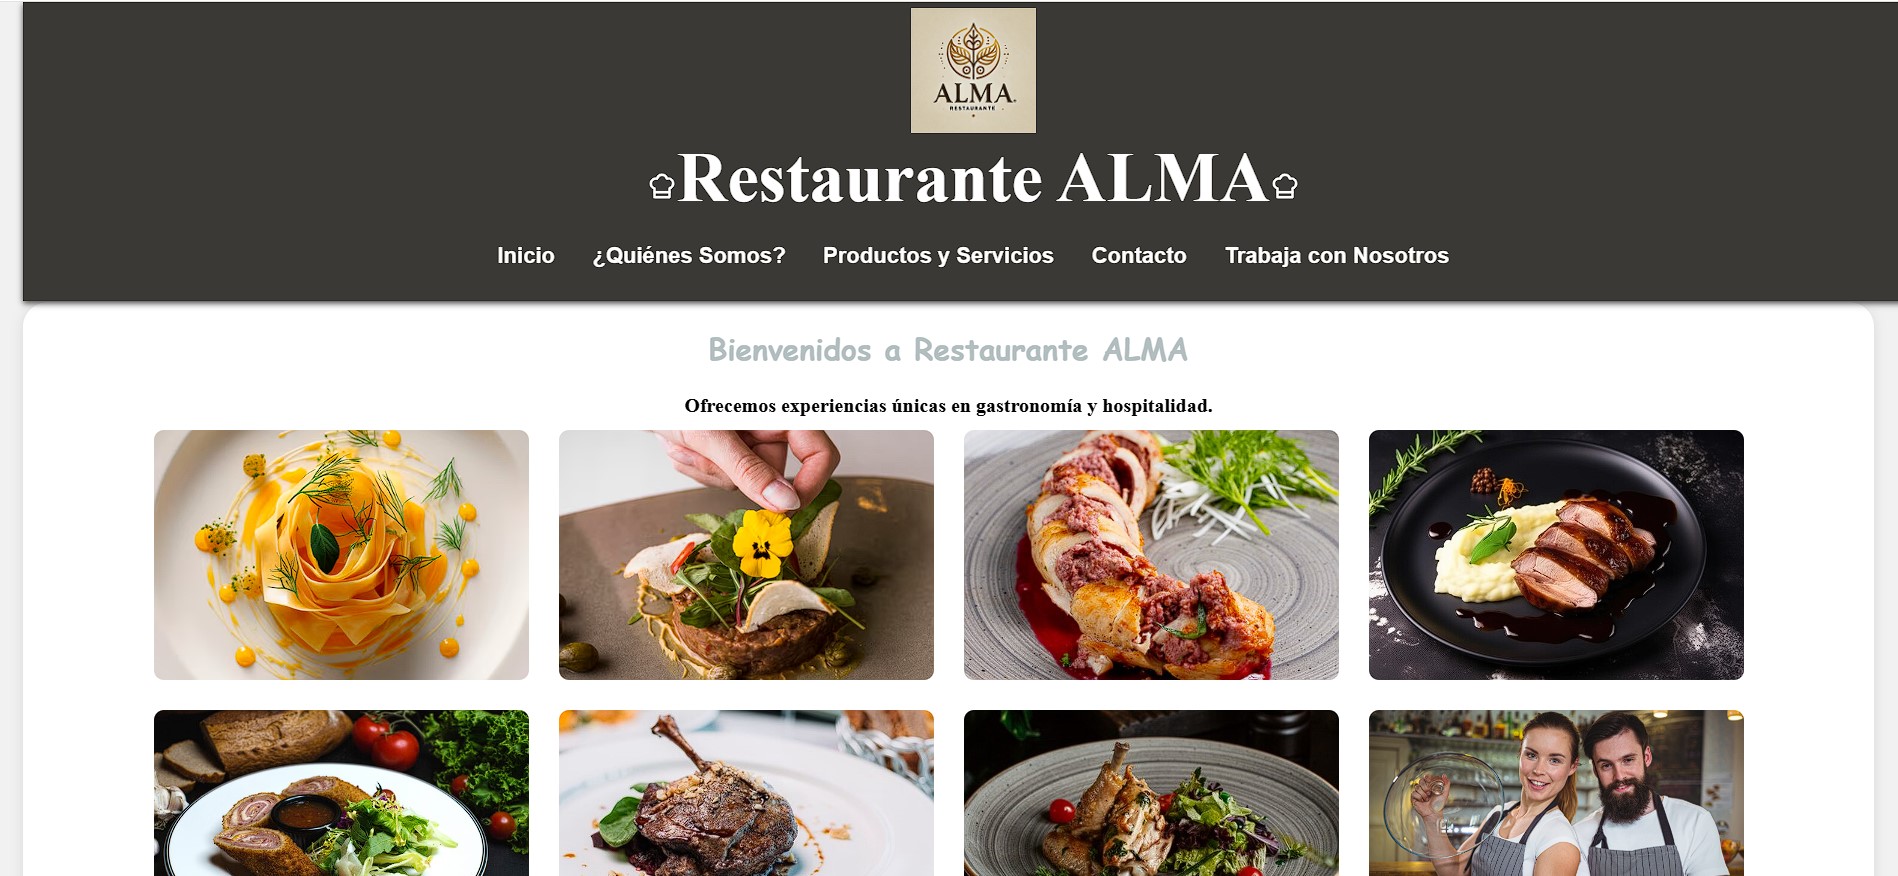 ALMA
RESTAURANTE
Restaurante ALMA
Inicio ¿Quiénes Somos? Productos y Servicios Contacto Trabaja con Nosotros
Bienvenidos a Restaurante ALMA
Ofrecemos experiencias únicas en gastronomía y hospitalidad.